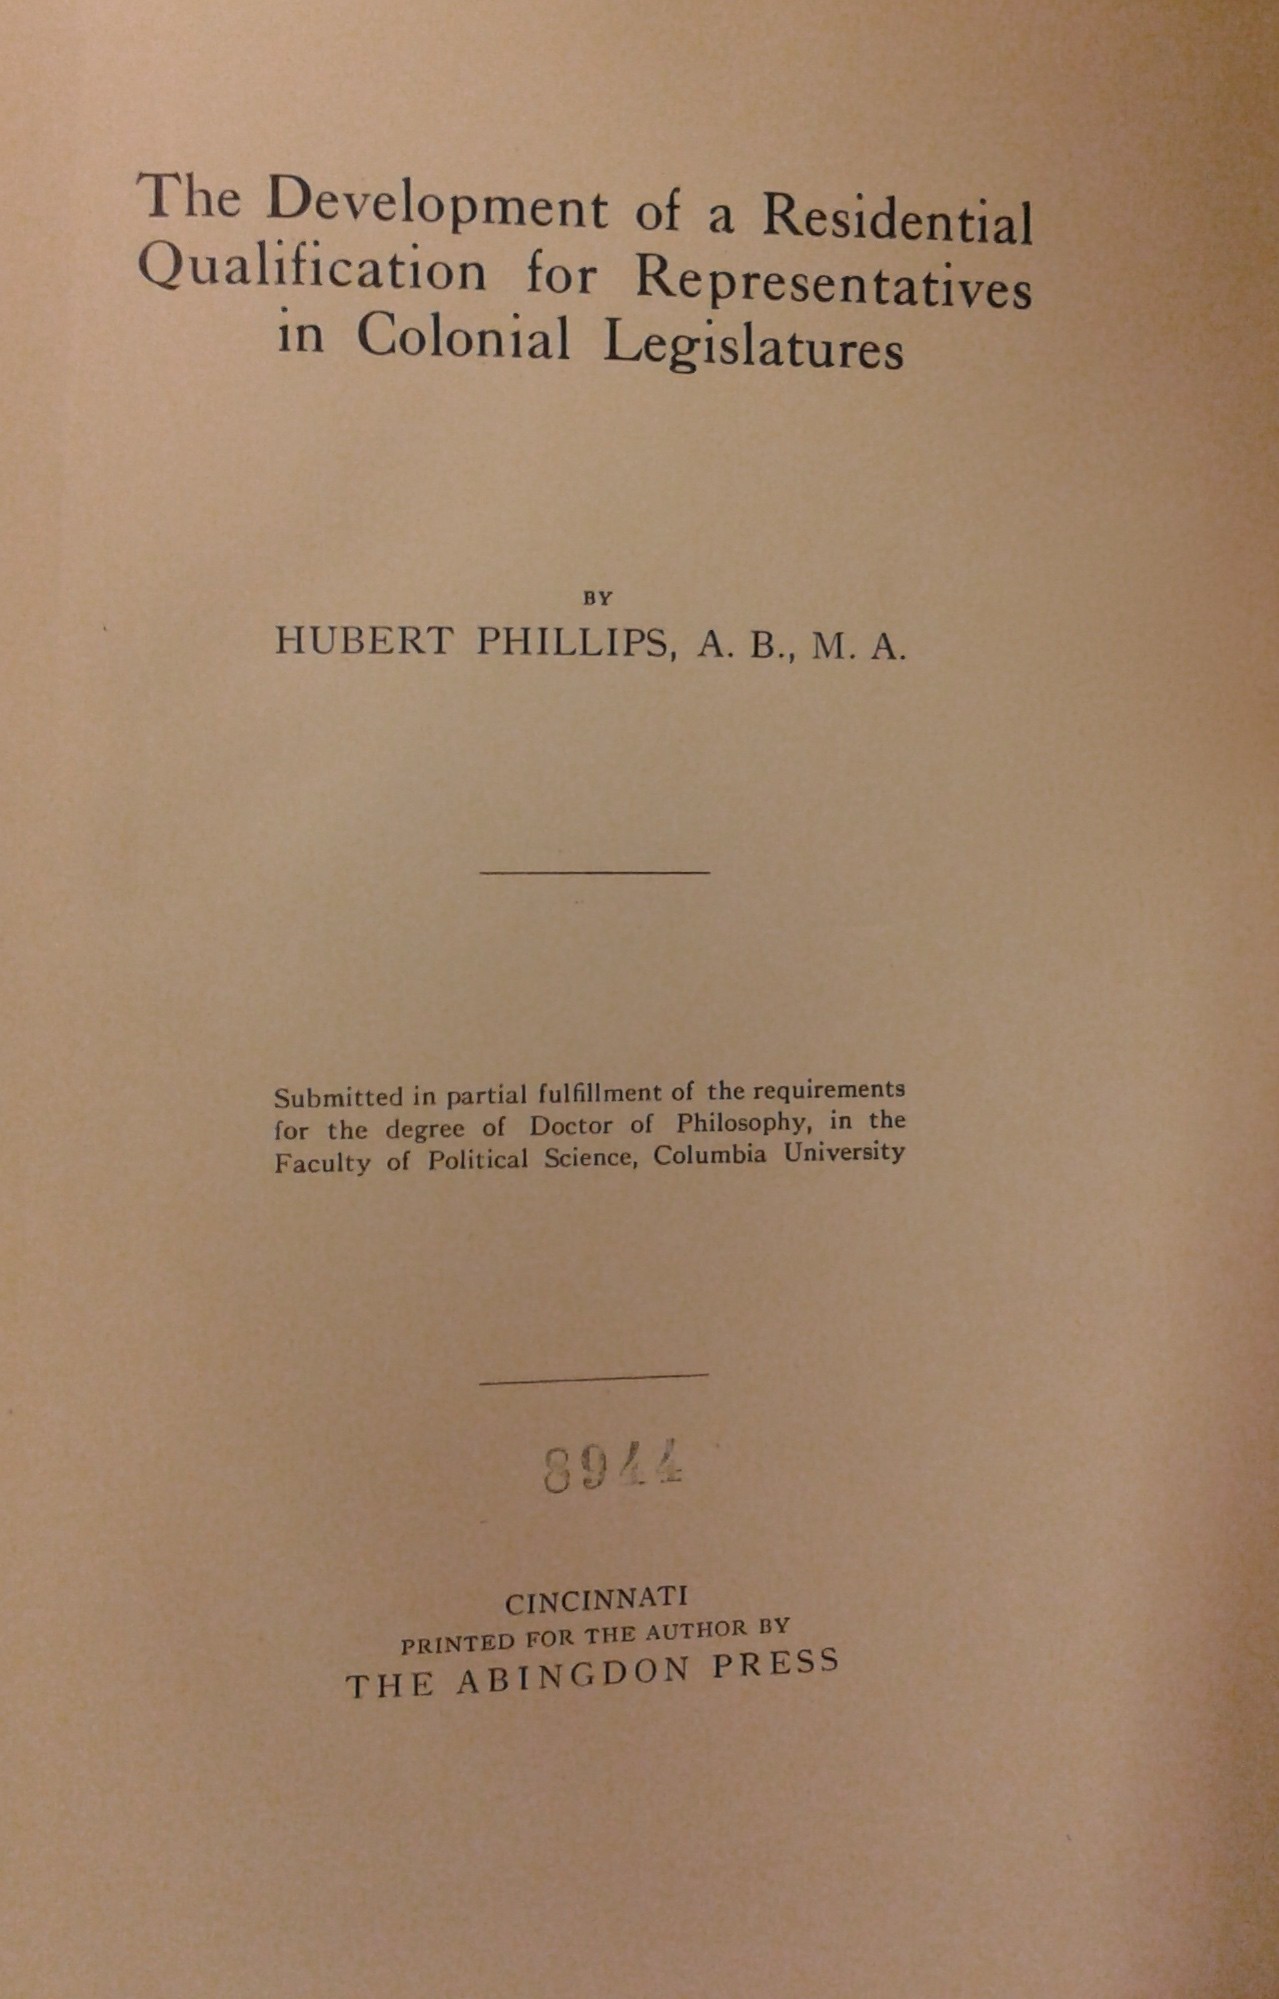 The Development of a Residential
Qualification for Representatives
in Colonial Legislatures
BY
HUBERT PHILLIPS, A. B., M. A.
Submitted in partial fulfillment of the requirements
for the degree of Doctor of Philosophy, in the
Faculty of Political Science, Columbia University
8944
CINCINNATI
PRINTED FOR THE AUTHOR BY
THE ABINGDON PRESS